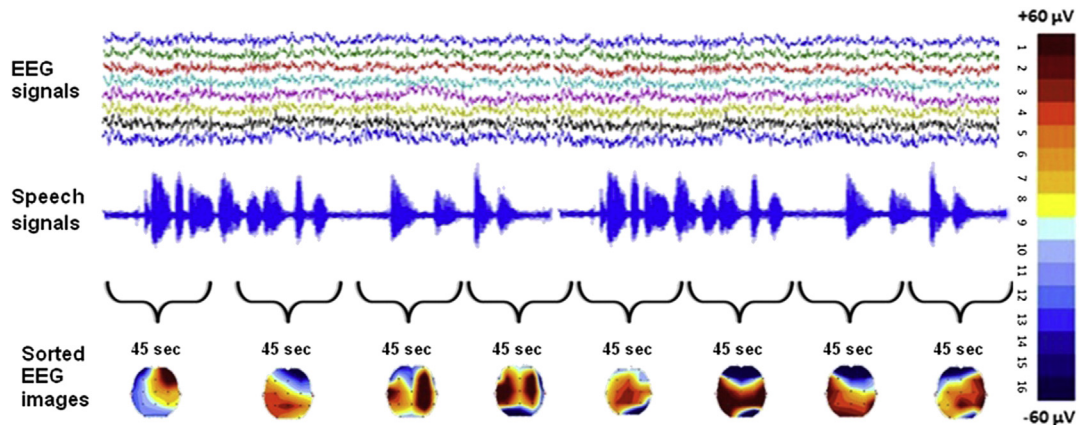 +60 µV
EEG
signals
1
2
3
4
5
6
7
8
9
10
11
12
13
14
15
16
Speech
signals
45 sec 45 sec 45 sec 45 sec 45 sec 45 sec 45 sec 45 sec
Sorted
EEG
images
-60 µV